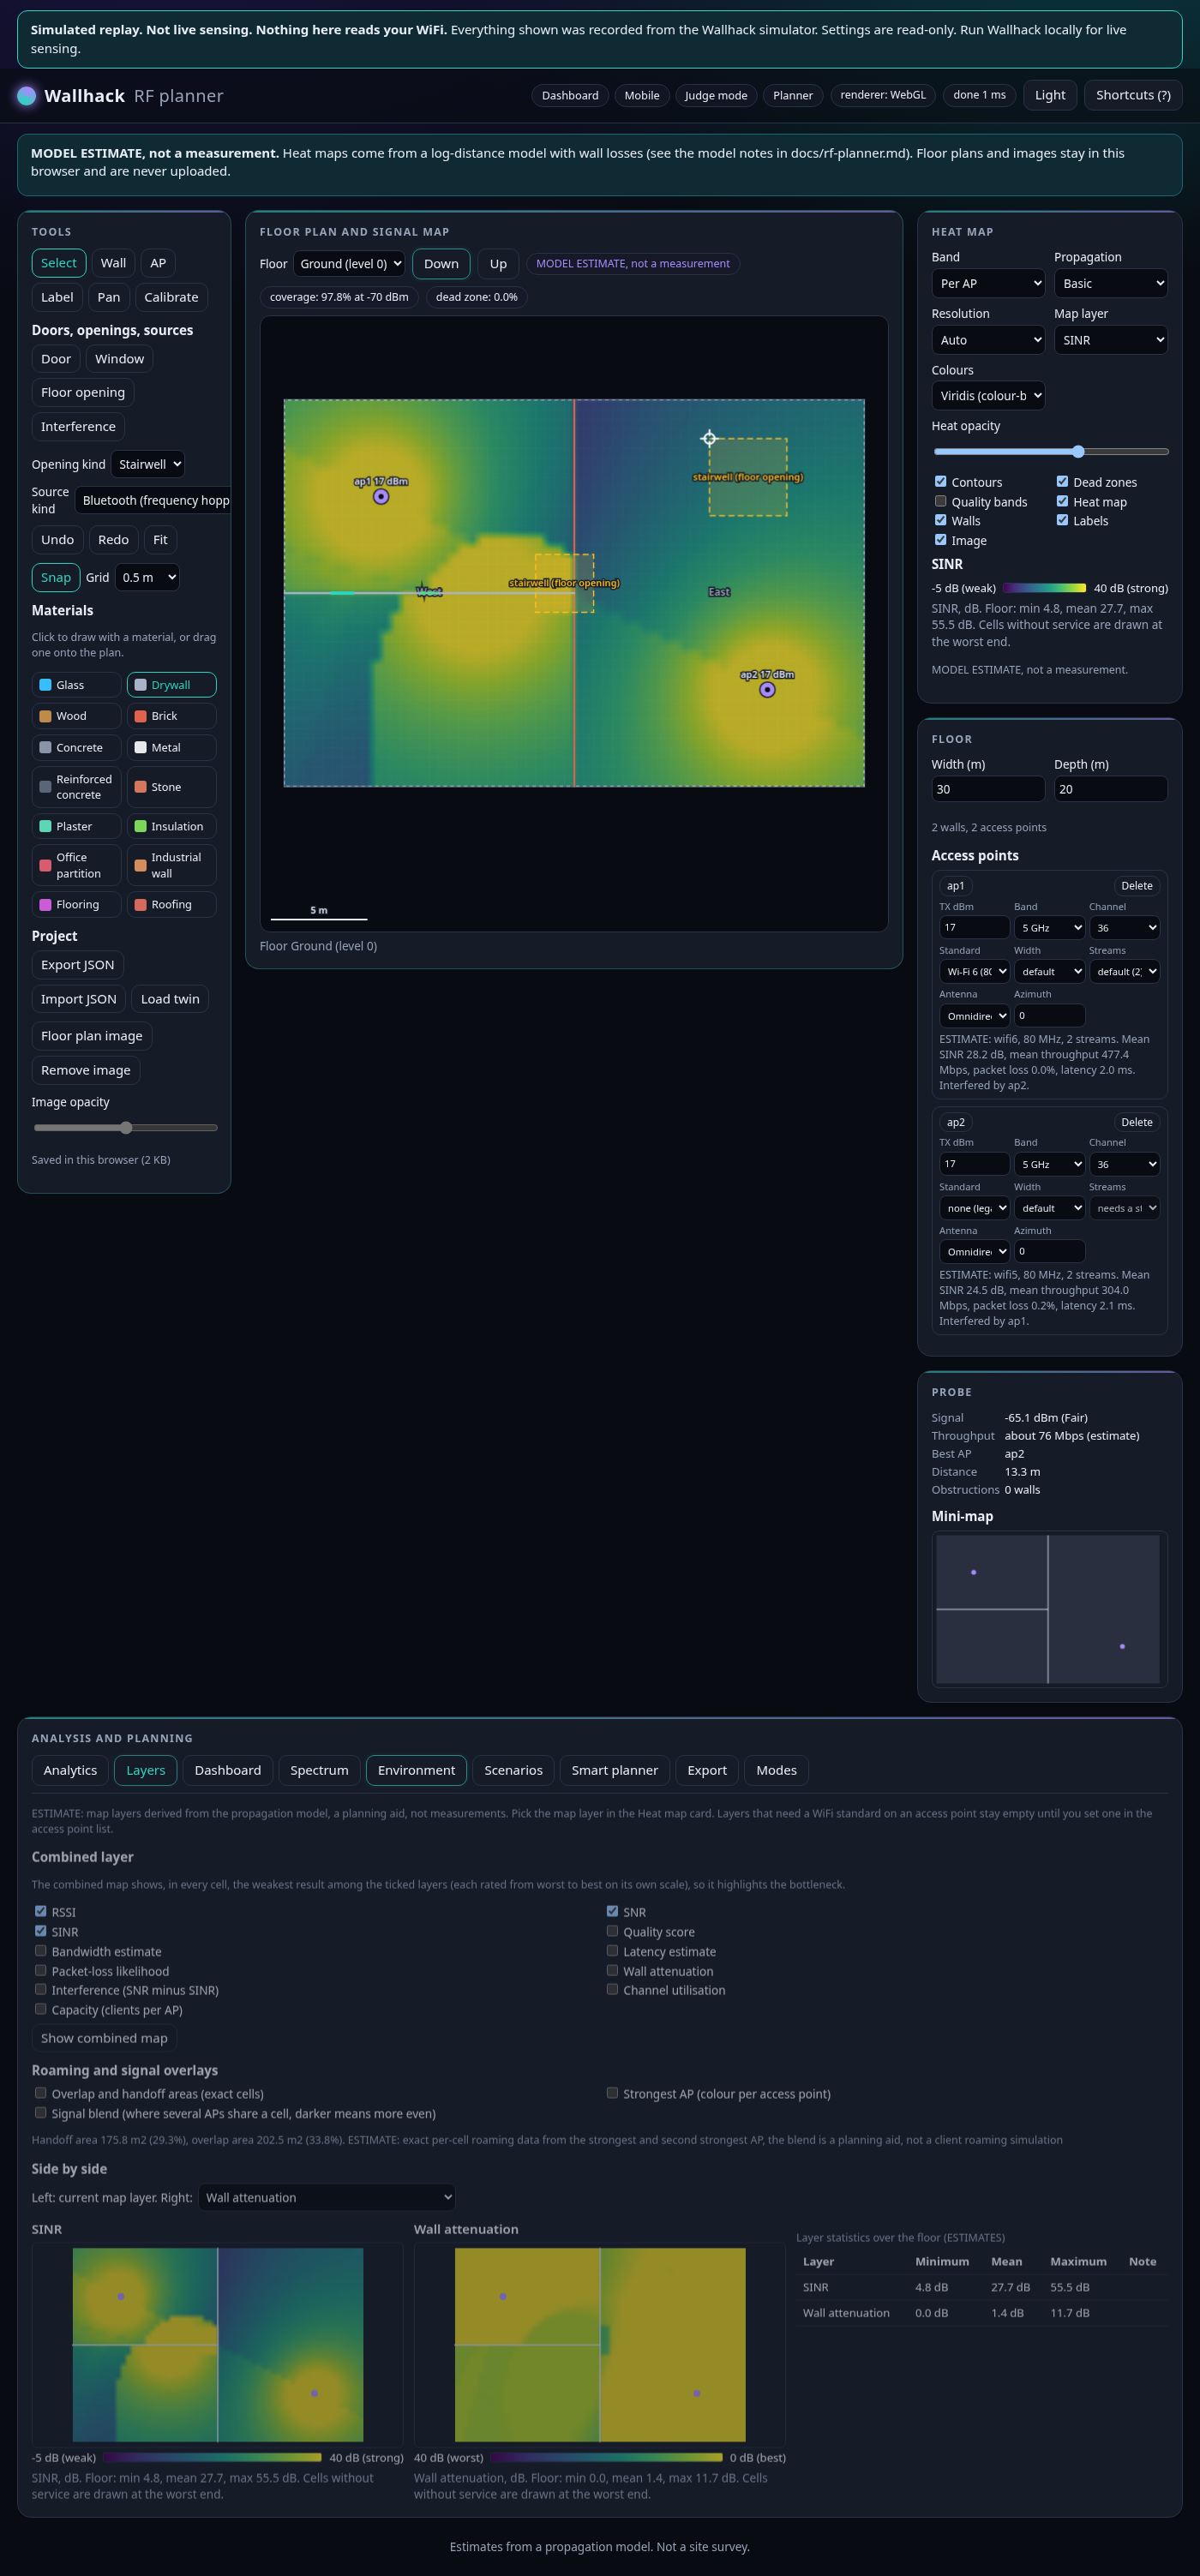 Simulated replay. Not live sensing. Nothing here reads your WiFi. Everything shown was recorded from the Wallhack simulator. Settings are read-only. Run Wallhack locally for live
sensing.
Wallhack RF planner
Dashboard Mobile Judge mode Planner renderer: WebGL done 1 ms Light Shortcuts (?)
MODEL ESTIMATE, not a measurement. Heat maps come from a log-distance model with wall losses (see the model notes in docs/rf-planner.md). Floor plans and images stay in this
browser and are never uploaded.
TOOLS
Select Wall AP
Label Pan Calibrate
Doors, openings, sources
Door Window
Floor opening
Interference
Opening kind Stairwell
Source
kind Bluetooth (frequency hopp
Undo Redo Fit
Snap Grid 0.5 m
Materials
Click to draw with a material, or drag
one onto the plan.
Glass Drywall
Wood Brick
Concrete Metal
Reinforced
concrete Stone
Plaster Insulation
Office
partition
Industrial
wall
Flooring Roofing
Project
Export JSON
Import JSON Load twin
Floor plan image
Remove image
Image opacity
Saved in this browser (2 KB)
FLOOR PLAN AND SIGNAL MAP
Floor Ground (level 0) Down Up MODEL ESTIMATE, not a measurement
coverage: 97.8% at -70 dBm dead zone: 0.0%
ap1 17 dBm
stairwell (floor opening)
stairwell (floor opening)
West
East
ap2 17 dBm
5 m
Floor Ground (level 0)
HEAT MAP
Band Propagation
Per AP Basic
Resolution Map layer
Auto SINR
Colours
Viridis (colour-b
Heat opacity
Contours Dead zones
Quality bands Heat map
Walls Labels
Image
SINR
-5 dB (weak) 40 dB (strong)
SINR, dB. Floor: min 4.8, mean 27.7, max
55.5 dB. Cells without service are drawn at
the worst end.
MODEL ESTIMATE, not a measurement.
FLOOR
Width (m) Depth (m)
30 20
2 walls, 2 access points
Access points
ap1 Delete
TX dBm Band Channel
17 5 GHz 36
Standard Width Streams
Wi-Fi 6 (80 default default (2)
Antenna Azimuth
Omnidirec 0
ESTIMATE: wifi6, 80 MHz, 2 streams. Mean
SINR 28.2 dB, mean throughput 477.4
Mbps, packet loss 0.0%, latency 2.0 ms.
Interfered by ap2.
ap2 Delete
TX dBm Band Channel
17 5 GHz 36
Standard Width Streams
none (lega default needs a st
Antenna Azimuth
Omnidirec 0
ESTIMATE: wifi5, 80 MHz, 2 streams. Mean
SINR 24.5 dB, mean throughput 304.0
Mbps, packet loss 0.2%, latency 2.1 ms.
Interfered by ap1.
PROBE
Signal -65.1 dBm (Fair)
Throughput about 76 Mbps (estimate)
Best AP ap2
Distance 13.3 m
Obstructions 0 walls
Mini-map
ANALYSIS AND PLANNING
Analytics Layers Dashboard Spectrum Environment Scenarios Smart planner Export Modes
ESTIMATE: map layers derived from the propagation model, a planning aid, not measurements. Pick the map layer in the Heat map card. Layers that need a WiFi standard on an access point stay empty until you set one in the
access point list.
Combined layer
The combined map shows, in every cell, the weakest result among the ticked layers (each rated from worst to best on its own scale), so it highlights the bottleneck.
RSSI SNR
SINR Quality score
Bandwidth estimate Latency estimate
Packet-loss likelihood Wall attenuation
Interference (SNR minus SINR) Channel utilisation
Capacity (clients per AP)
Show combined map
Roaming and signal overlays
Overlap and handoff areas (exact cells) Strongest AP (colour per access point)
Signal blend (where several APs share a cell, darker means more even)
Handoff area 175.8 m2 (29.3%), overlap area 202.5 m2 (33.8%). ESTIMATE: exact per-cell roaming data from the strongest and second strongest AP, the blend is a planning aid, not a client roaming simulation
Side by side
Left: current map layer. Right: Wall attenuation
SINR
-5 dB (weak) 40 dB (strong)
SINR, dB. Floor: min 4.8, mean 27.7, max 55.5 dB. Cells without
service are drawn at the worst end.
Wall attenuation
40 dB (worst) 0 dB (best)
Wall attenuation, dB. Floor: min 0.0, mean 1.4, max 11.7 dB. Cells
without service are drawn at the worst end.
Layer statistics over the floor (ESTIMATES)
Layer Minimum Mean Maximum Note
SINR 4.8 dB 27.7 dB 55.5 dB
Wall attenuation 0.0 dB 1.4 dB 11.7 dB
Estimates from a propagation model. Not a site survey.